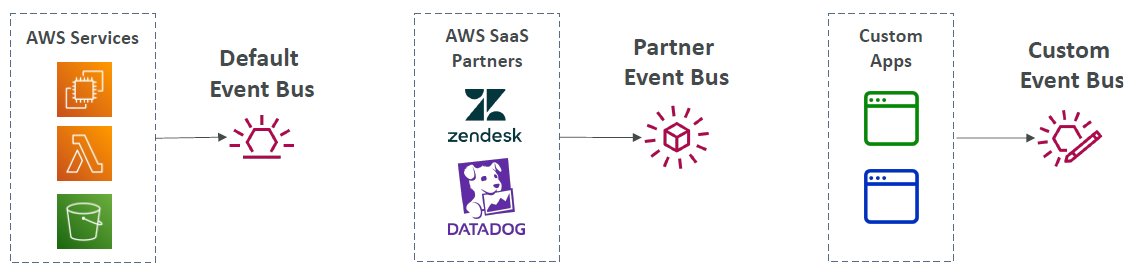 AWS Services
Default
Event Bus
AWS SaaS
Partners
zendesk
DATADOG
Partner
Event Bus
Custom
Apps
Custom
Event Bus